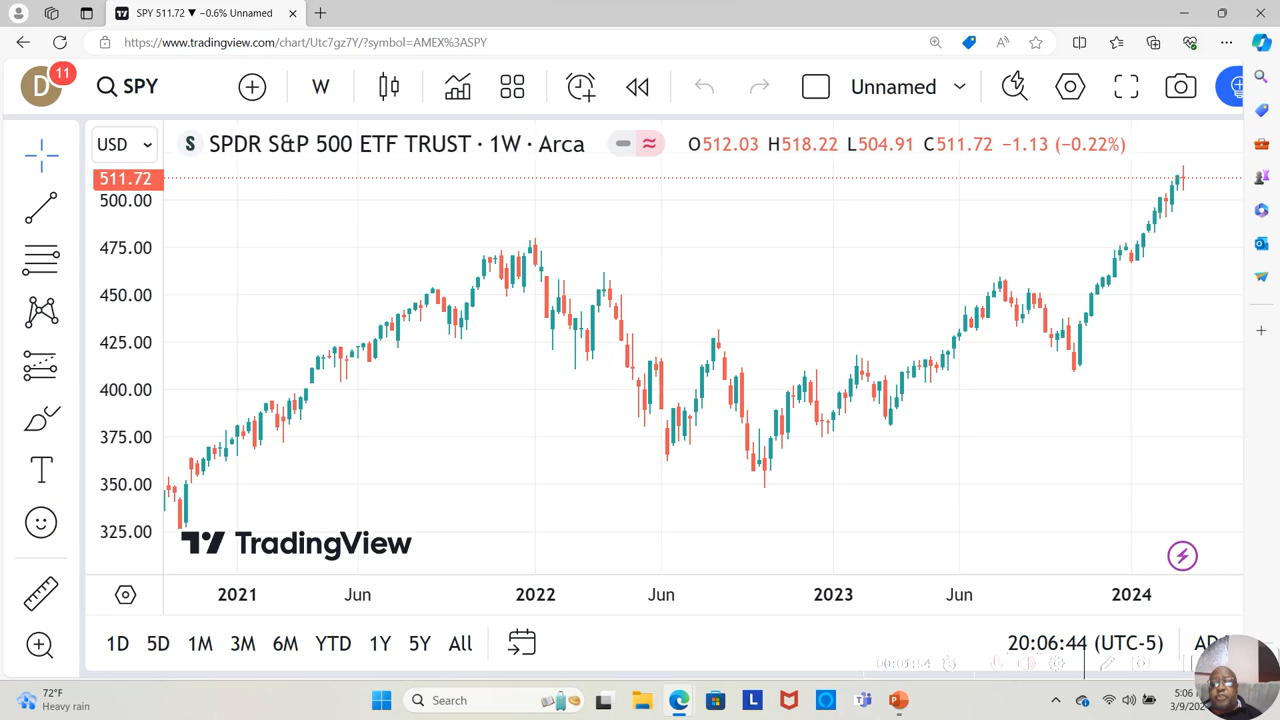 SPY 511.72 ▼ −0.6% Unnamed
https://www.tradingview.com/chart/Utc7gz7Y/?symbol=AMEX%3ASPY
D 11 SPY W Unnamed
USD S SPDR S&P 500 ETF TRUST · 1W · Arca O512.03 H518.22 L504.91 C511.72 −1.13 (−0.22%)
511.72
500.00
475.00
450.00
425.00
400.00
375.00
350.00
325.00
TradingView
2021 Jun 2022 Jun 2023 Jun 2024
1D 5D 1M 3M 6M YTD 1Y 5Y All 20:06:44 (UTC-5)
00:01:54
72°F
Heavy rain
Search
5:06